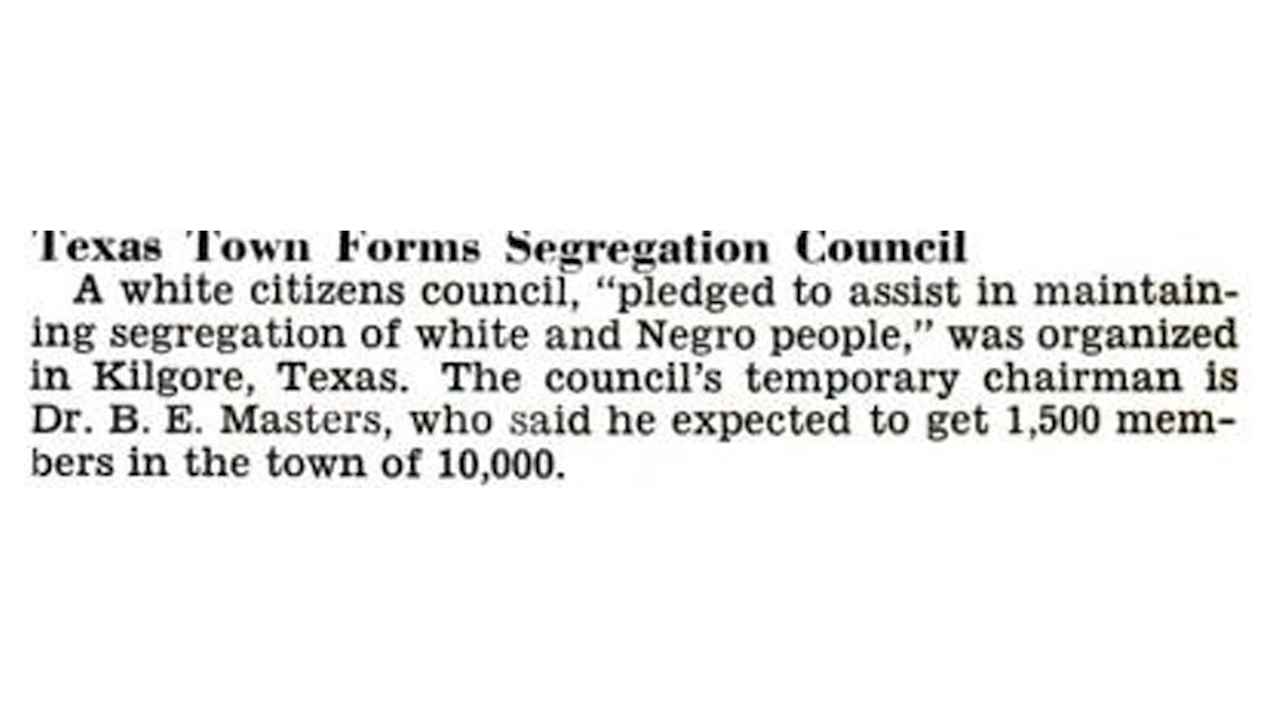 Texas Town Forms Segregation Council
A white citizens council, “pledged to assist in maintain-
ing segregation of white and Negro people,” was organized
in Kilgore, Texas. The council’s temporary chairman is
Dr. B. E. Masters, who said he expected to get 1,500 mem-
bers in the town of 10,000.